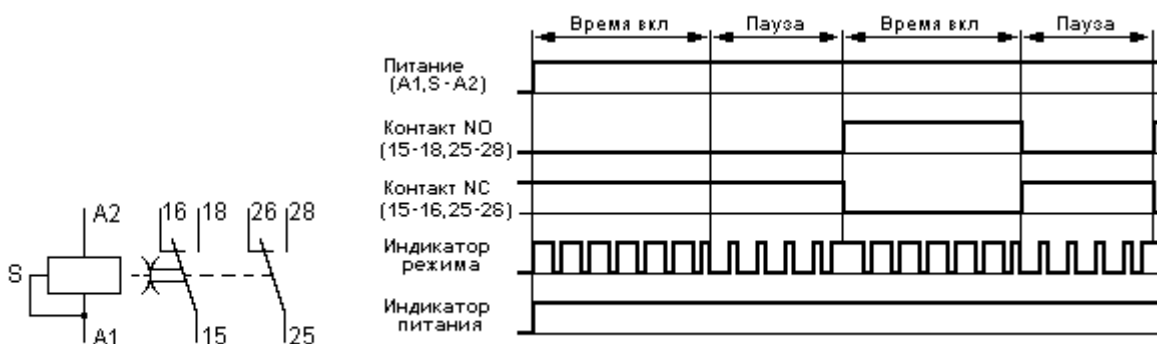 Время вкл Пауза Время вкл Пауза
Питание
(A1,S-A2)
Контакт NO
(15-18,25-28)
Контакт NC
(15-16,25-28)
Индикатор
режима
Индикатор
питания
A2 16 18 26 28
S
A1 15 25